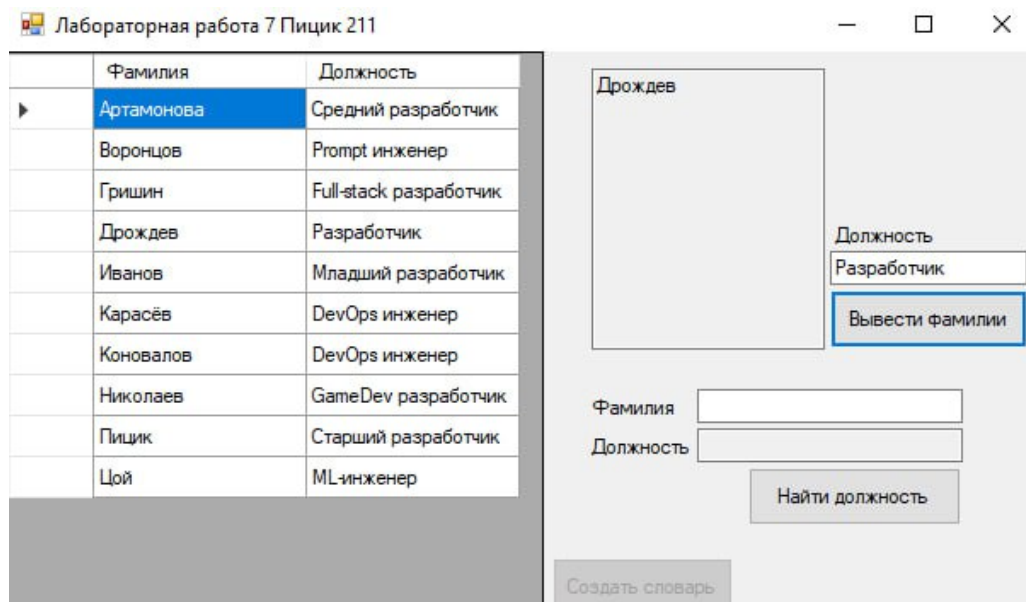 Лабораторная работа 7 Пицик 211
Фамилия Должность
Артамонова Средний разработчик
Воронцов Prompt инженер
Гришин Full-stack разработчик
Дрождев Разработчик
Иванов Младший разработчик
Карасёв DevOps инженер
Коновалов DevOps инженер
Николаев GameDev разработчик
Пицик Старший разработчик
Цой ML-инженер
Дрождев
Должность
Разработчик
Вывести фамилии
Фамилия
Должность
Найти должность
Создать словарь